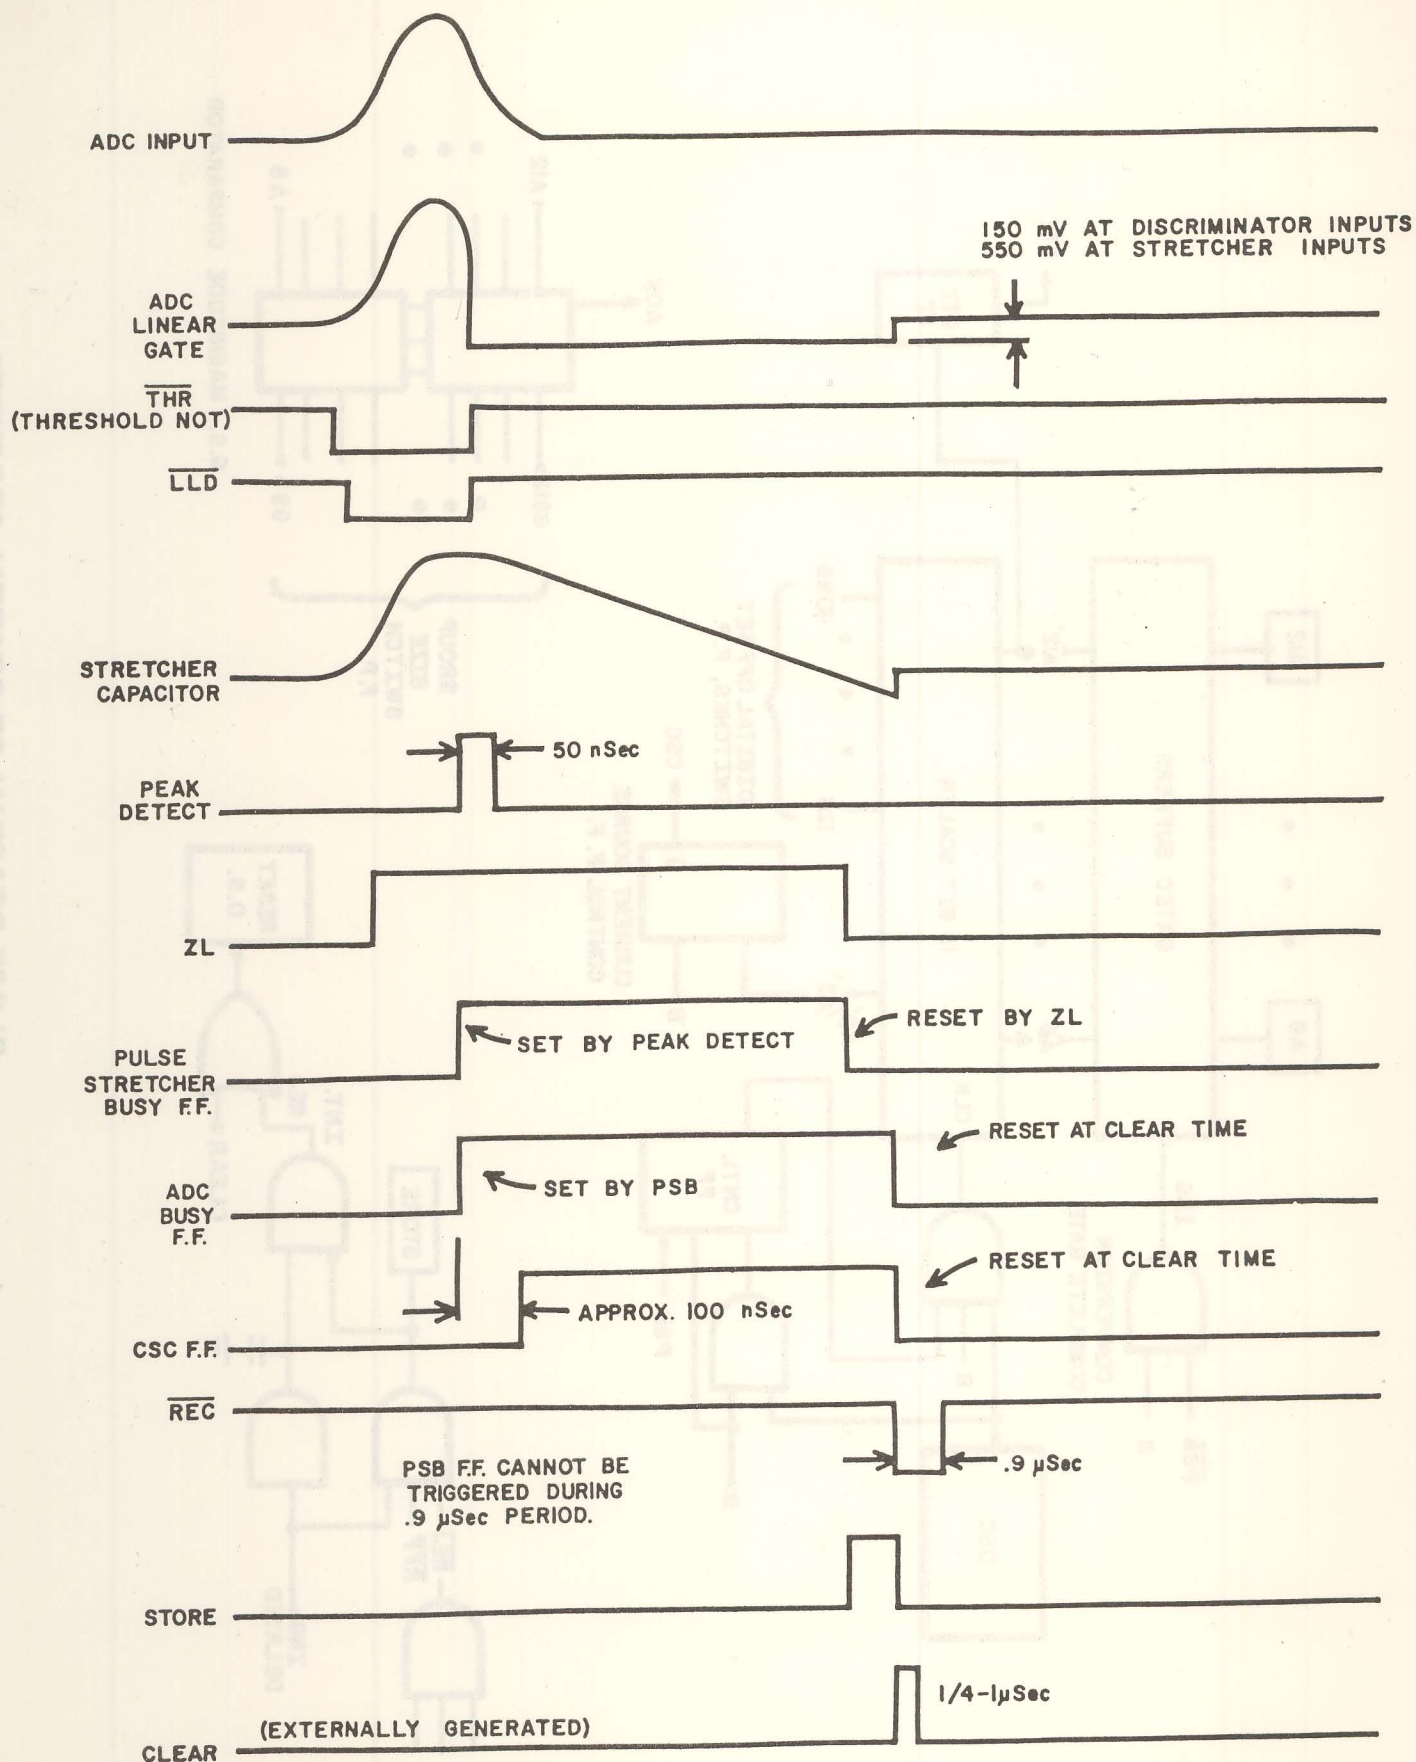 ADC INPUT
150 mV AT DISCRIMINATOR INPUTS
550 mV AT STRETCHER INPUTS
ADC
LINEAR
GATE
THR
(THRESHOLD NOT)
LLD
STRETCHER
CAPACITOR
50 nSec
PEAK
DETECT
ZL
SET BY PEAK DETECT
RESET BY ZL
PULSE
STRETCHER
BUSY F.F.
RESET AT CLEAR TIME
SET BY PSB
ADC
BUSY
F.F.
RESET AT CLEAR TIME
APPROX. 100 nSec
CSC F.F.
REC
.9 µSec
PSB F.F. CANNOT BE
TRIGGERED DURING
.9 µSec PERIOD.
STORE
1/4-1µSec
(EXTERNALLY GENERATED)
CLEAR